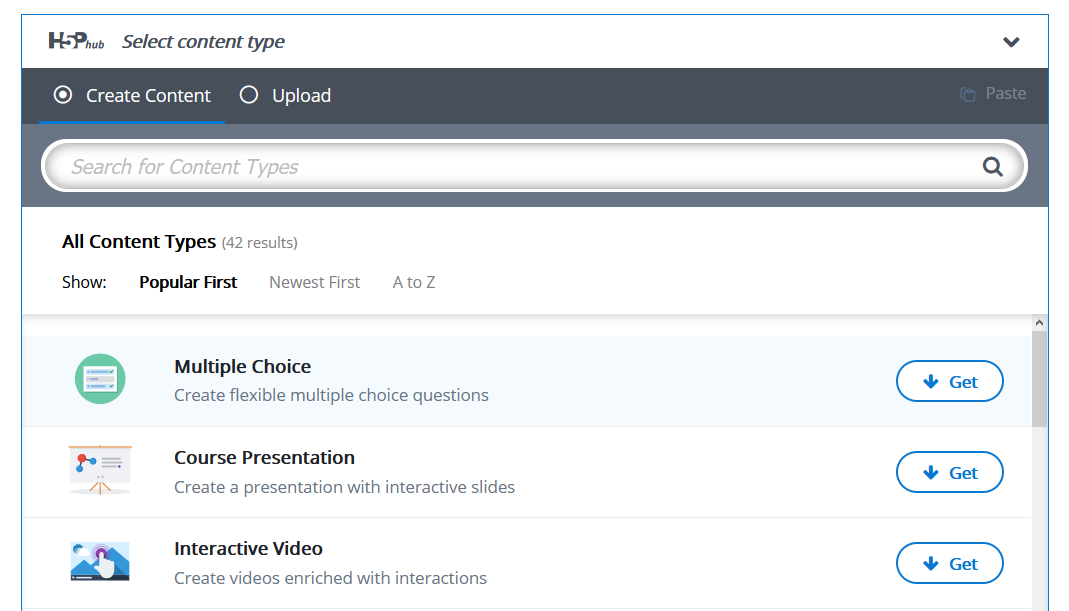 H5P hub Select content type
Create Content Upload Paste
Search for Content Types
All Content Types (42 results)
Show: Popular First Newest First A to Z
Multiple Choice
Create flexible multiple choice questions
Get
Course Presentation
Create a presentation with interactive slides
Get
Interactive Video
Create videos enriched with interactions
Get